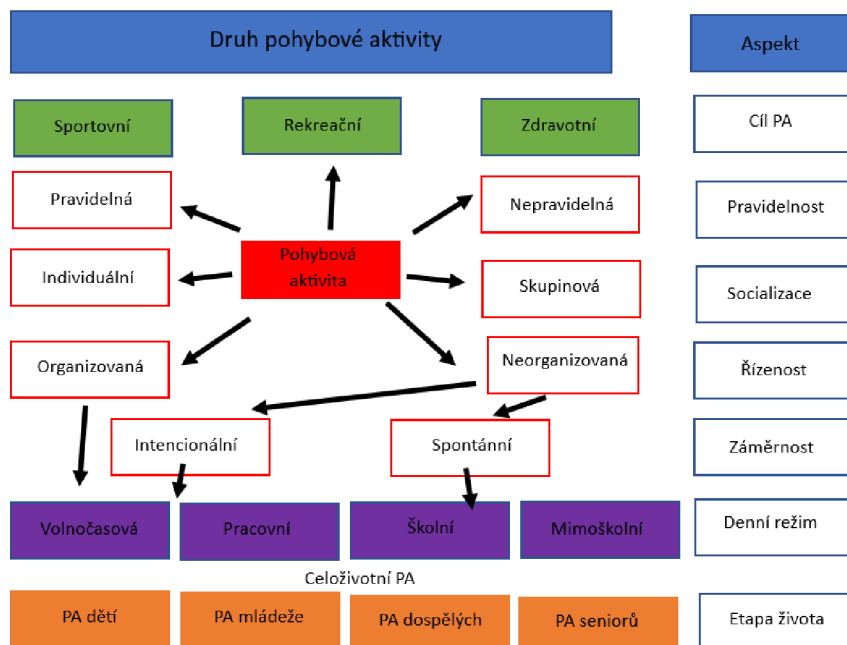 Druh pohybové aktivity
Aspekt
Sportovní
Rekreační
Zdravotní
Cíl PA
Pravidelná
Nepravidelná
Pravidelnost
Pohybová
aktivita
Individuální
Skupinová
Socializace
Organizovaná
Neorganizovaná
Řízenost
Intencionální
Spontánní
Záměrnost
Volnočasová
Pracovní
Školní
Mimoškolní
Denní režim
Celoživotní PA
PA dětí
PA mládeže
PA dospělých
PA seniorů
Etapa života